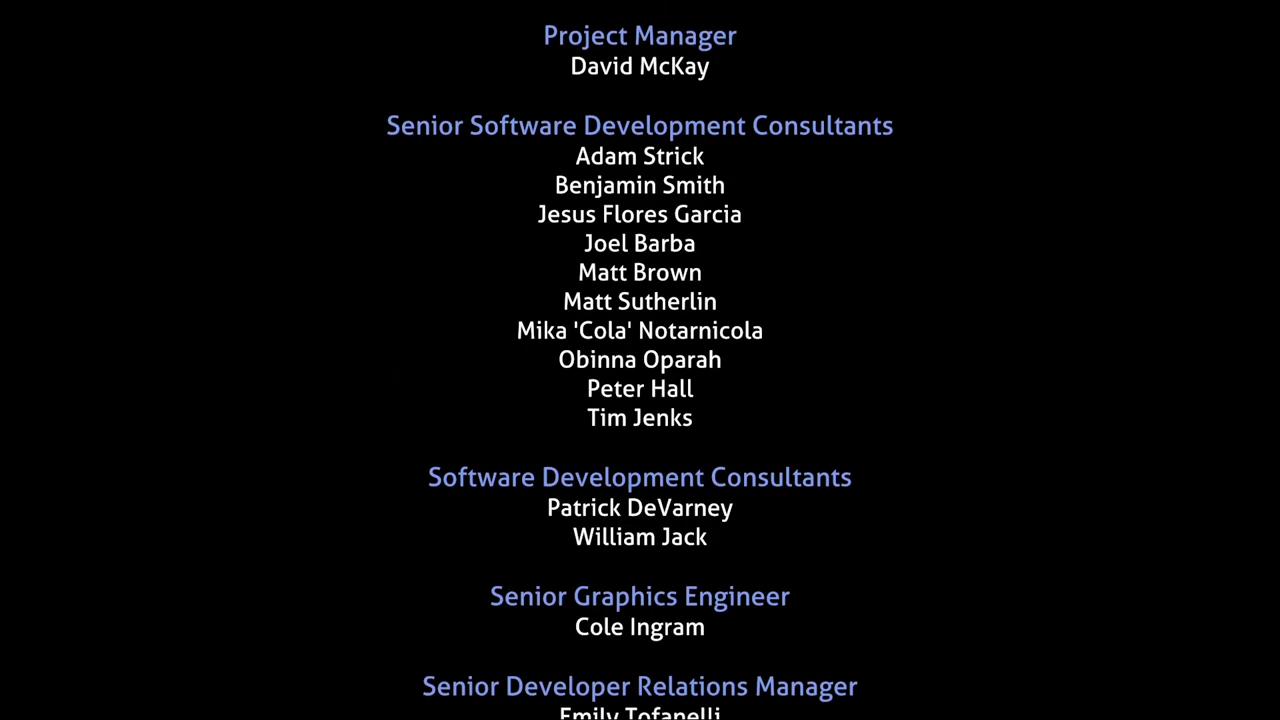 Project Manager
David McKay
Senior Software Development Consultants
Adam Strick
Benjamin Smith
Jesus Flores Garcia
Joel Barba
Matt Brown
Matt Sutherlin
Mika 'Cola' Notarnicola
Obinna Oparah
Peter Hall
Tim Jenks
Software Development Consultants
Patrick DeVarney
William Jack
Senior Graphics Engineer
Cole Ingram
Senior Developer Relations Manager
Emily Tofanelli